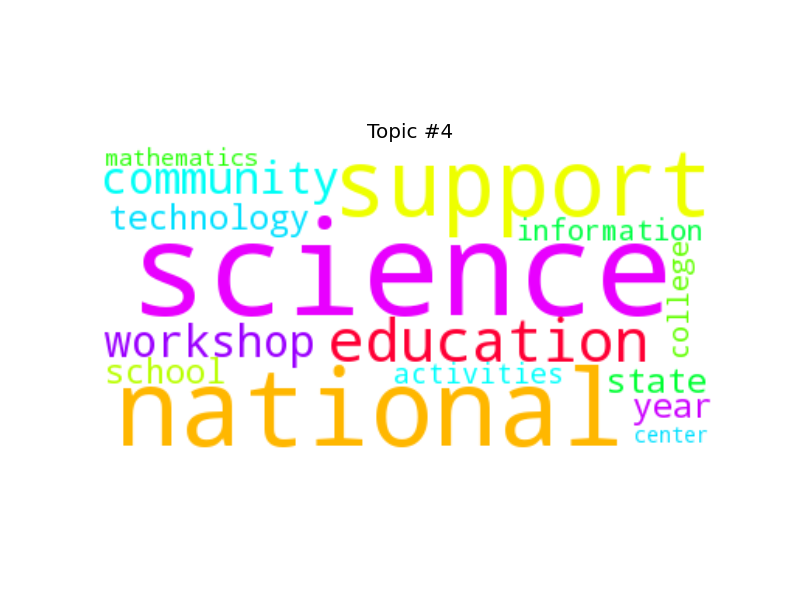 Topic #4
mathematics
community
support
technology
information
science
college
workshop
education
school
activities
state
national
year
center